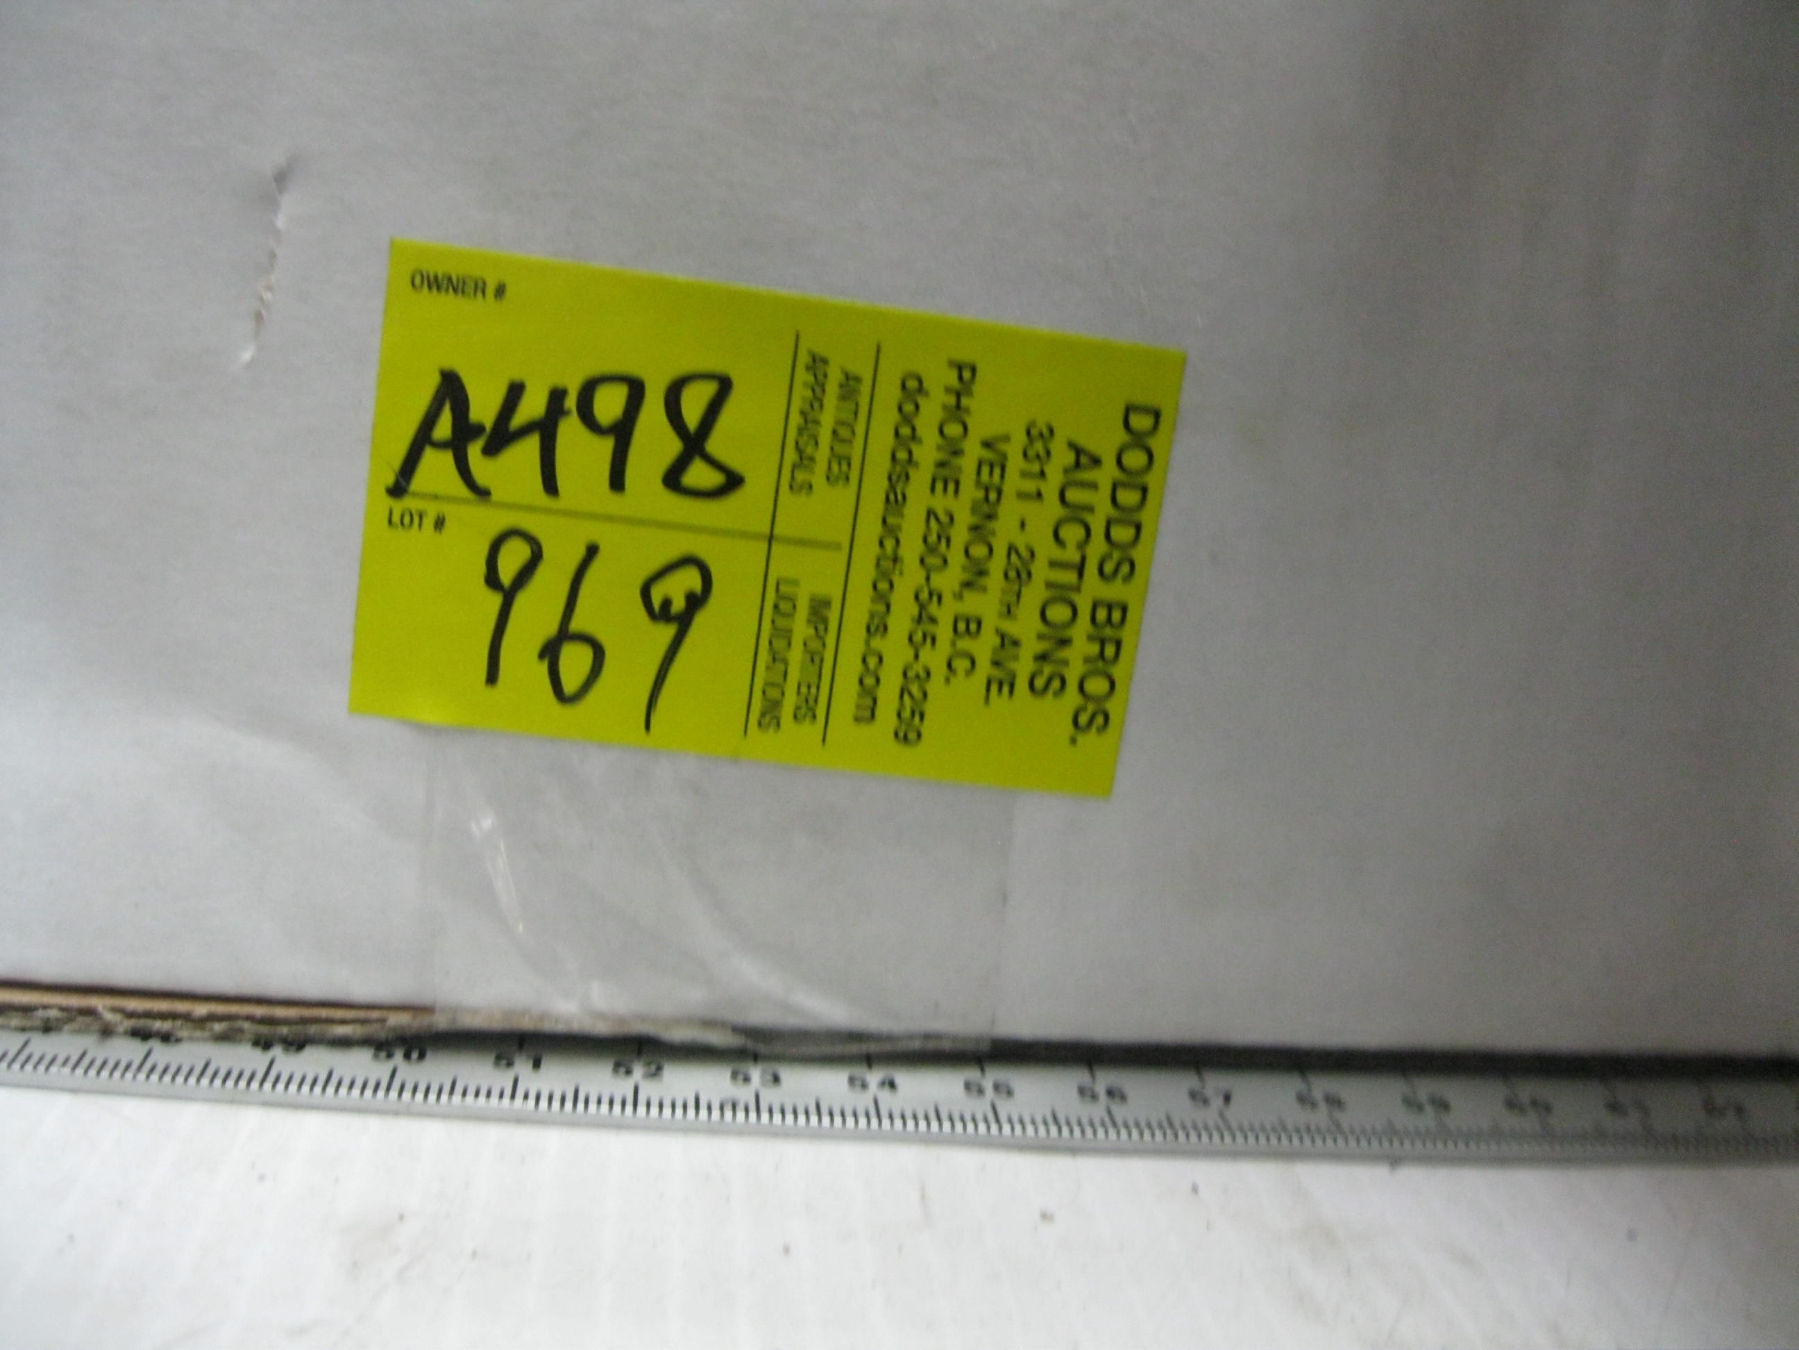 DODDS BROS.
AUCTIONS
3311 - 28TH AVE.
VERNON, B.C.
PHONE 250-545-3259
doddsauctions.com
ANTIQUES
APPRAISALS
IMPORTERS
LIQUIDATIONS
OWNER #
A498
LOT #
969
50 51 52 53 54 55 56 57 58 59 60 61